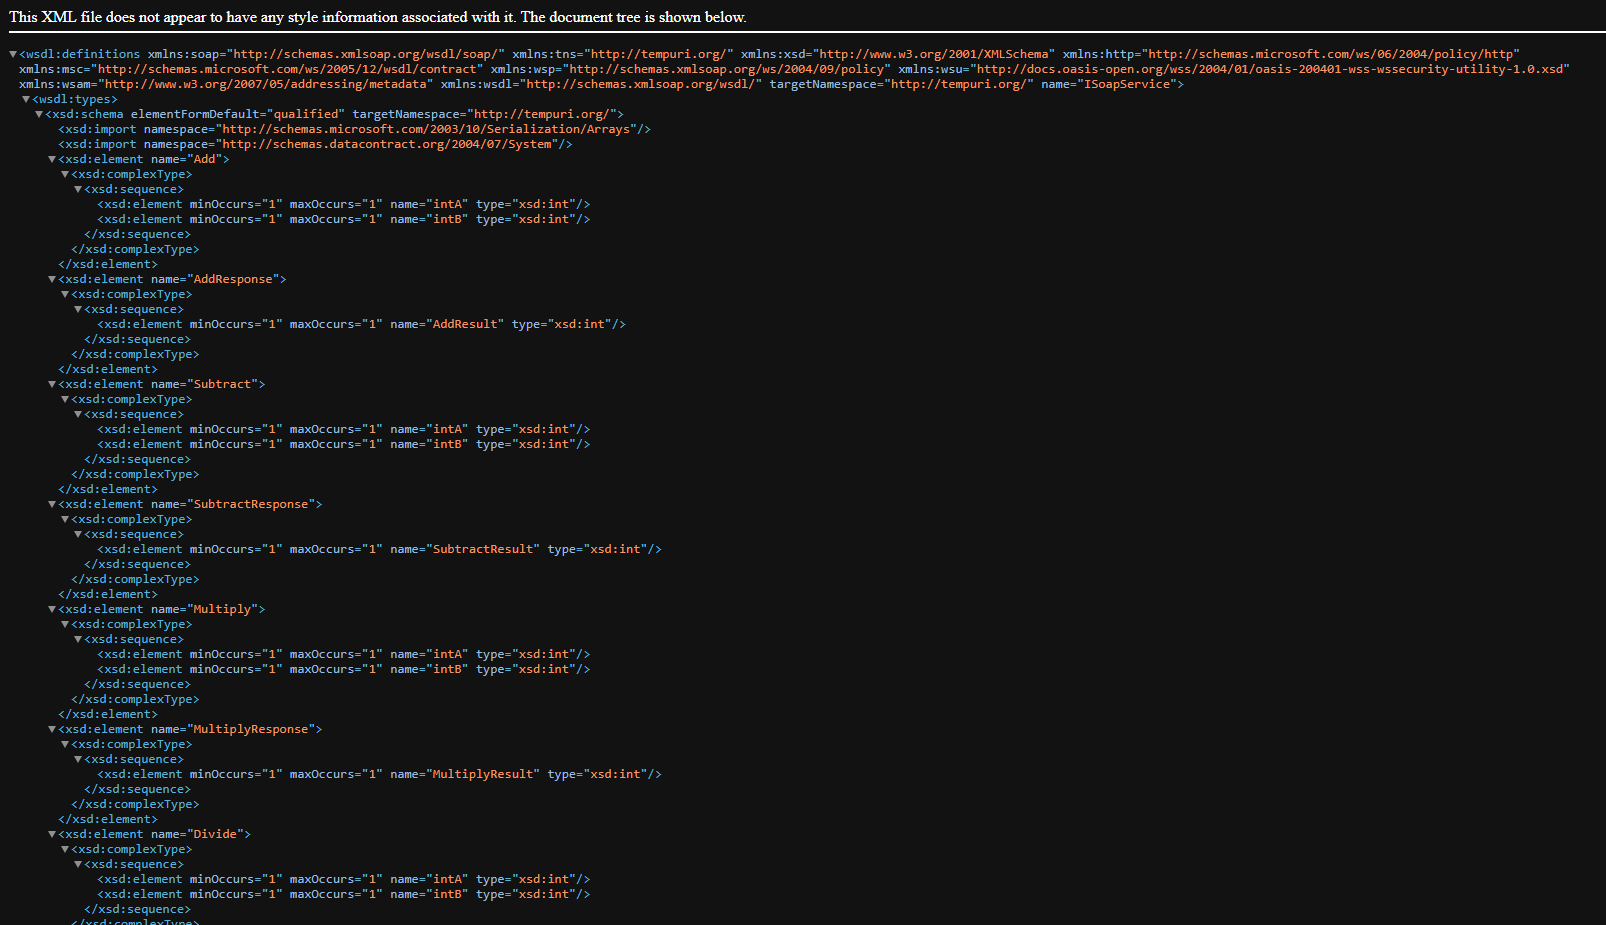 This XML file does not appear to have any style information associated with it. The document tree is shown below.
▼<wsdl:definitions xmlns:soap="http://schemas.xmlsoap.org/wsdl/soap/" xmlns:tns="http://tempuri.org/" xmlns:xsd="http://www.w3.org/2001/XMLSchema" xmlns:http="http://schemas.microsoft.com/ws/06/2004/policy/http"
xmlns:msc="http://schemas.microsoft.com/ws/2005/12/wsdl/contract" xmlns:wsp="http://schemas.xmlsoap.org/ws/2004/09/policy" xmlns:wsu="http://docs.oasis-open.org/wss/2004/01/oasis-200401-wss-wssecurity-utility-1.0.xsd"
xmlns:wsam="http://www.w3.org/2007/05/addressing/metadata" xmlns:wsdl="http://schemas.xmlsoap.org/wsdl/" targetNamespace="http://tempuri.org/" name="ISoapService">
▼<wsdl:types>
▼<xsd:schema elementFormDefault="qualified" targetNamespace="http://tempuri.org/">
<xsd:import namespace="http://schemas.microsoft.com/2003/10/Serialization/Arrays"/>
<xsd:import namespace="http://schemas.datacontract.org/2004/07/System"/>
▼<xsd:element name="Add">
▼<xsd:complexType>
▼<xsd:sequence>
<xsd:element minOccurs="1" maxOccurs="1" name="intA" type="xsd:int"/>
<xsd:element minOccurs="1" maxOccurs="1" name="intB" type="xsd:int"/>
</xsd:sequence>
</xsd:complexType>
</xsd:element>
▼<xsd:element name="AddResponse">
▼<xsd:complexType>
▼<xsd:sequence>
<xsd:element minOccurs="1" maxOccurs="1" name="AddResult" type="xsd:int"/>
</xsd:sequence>
</xsd:complexType>
</xsd:element>
▼<xsd:element name="Subtract">
▼<xsd:complexType>
▼<xsd:sequence>
<xsd:element minOccurs="1" maxOccurs="1" name="intA" type="xsd:int"/>
<xsd:element minOccurs="1" maxOccurs="1" name="intB" type="xsd:int"/>
</xsd:sequence>
</xsd:complexType>
</xsd:element>
▼<xsd:element name="SubtractResponse">
▼<xsd:complexType>
▼<xsd:sequence>
<xsd:element minOccurs="1" maxOccurs="1" name="SubtractResult" type="xsd:int"/>
</xsd:sequence>
</xsd:complexType>
</xsd:element>
▼<xsd:element name="Multiply">
▼<xsd:complexType>
▼<xsd:sequence>
<xsd:element minOccurs="1" maxOccurs="1" name="intA" type="xsd:int"/>
<xsd:element minOccurs="1" maxOccurs="1" name="intB" type="xsd:int"/>
</xsd:sequence>
</xsd:complexType>
</xsd:element>
▼<xsd:element name="MultiplyResponse">
▼<xsd:complexType>
▼<xsd:sequence>
<xsd:element minOccurs="1" maxOccurs="1" name="MultiplyResult" type="xsd:int"/>
</xsd:sequence>
</xsd:complexType>
</xsd:element>
▼<xsd:element name="Divide">
▼<xsd:complexType>
▼<xsd:sequence>
<xsd:element minOccurs="1" maxOccurs="1" name="intA" type="xsd:int"/>
<xsd:element minOccurs="1" maxOccurs="1" name="intB" type="xsd:int"/>
</xsd:sequence>
</xsd:complexType>